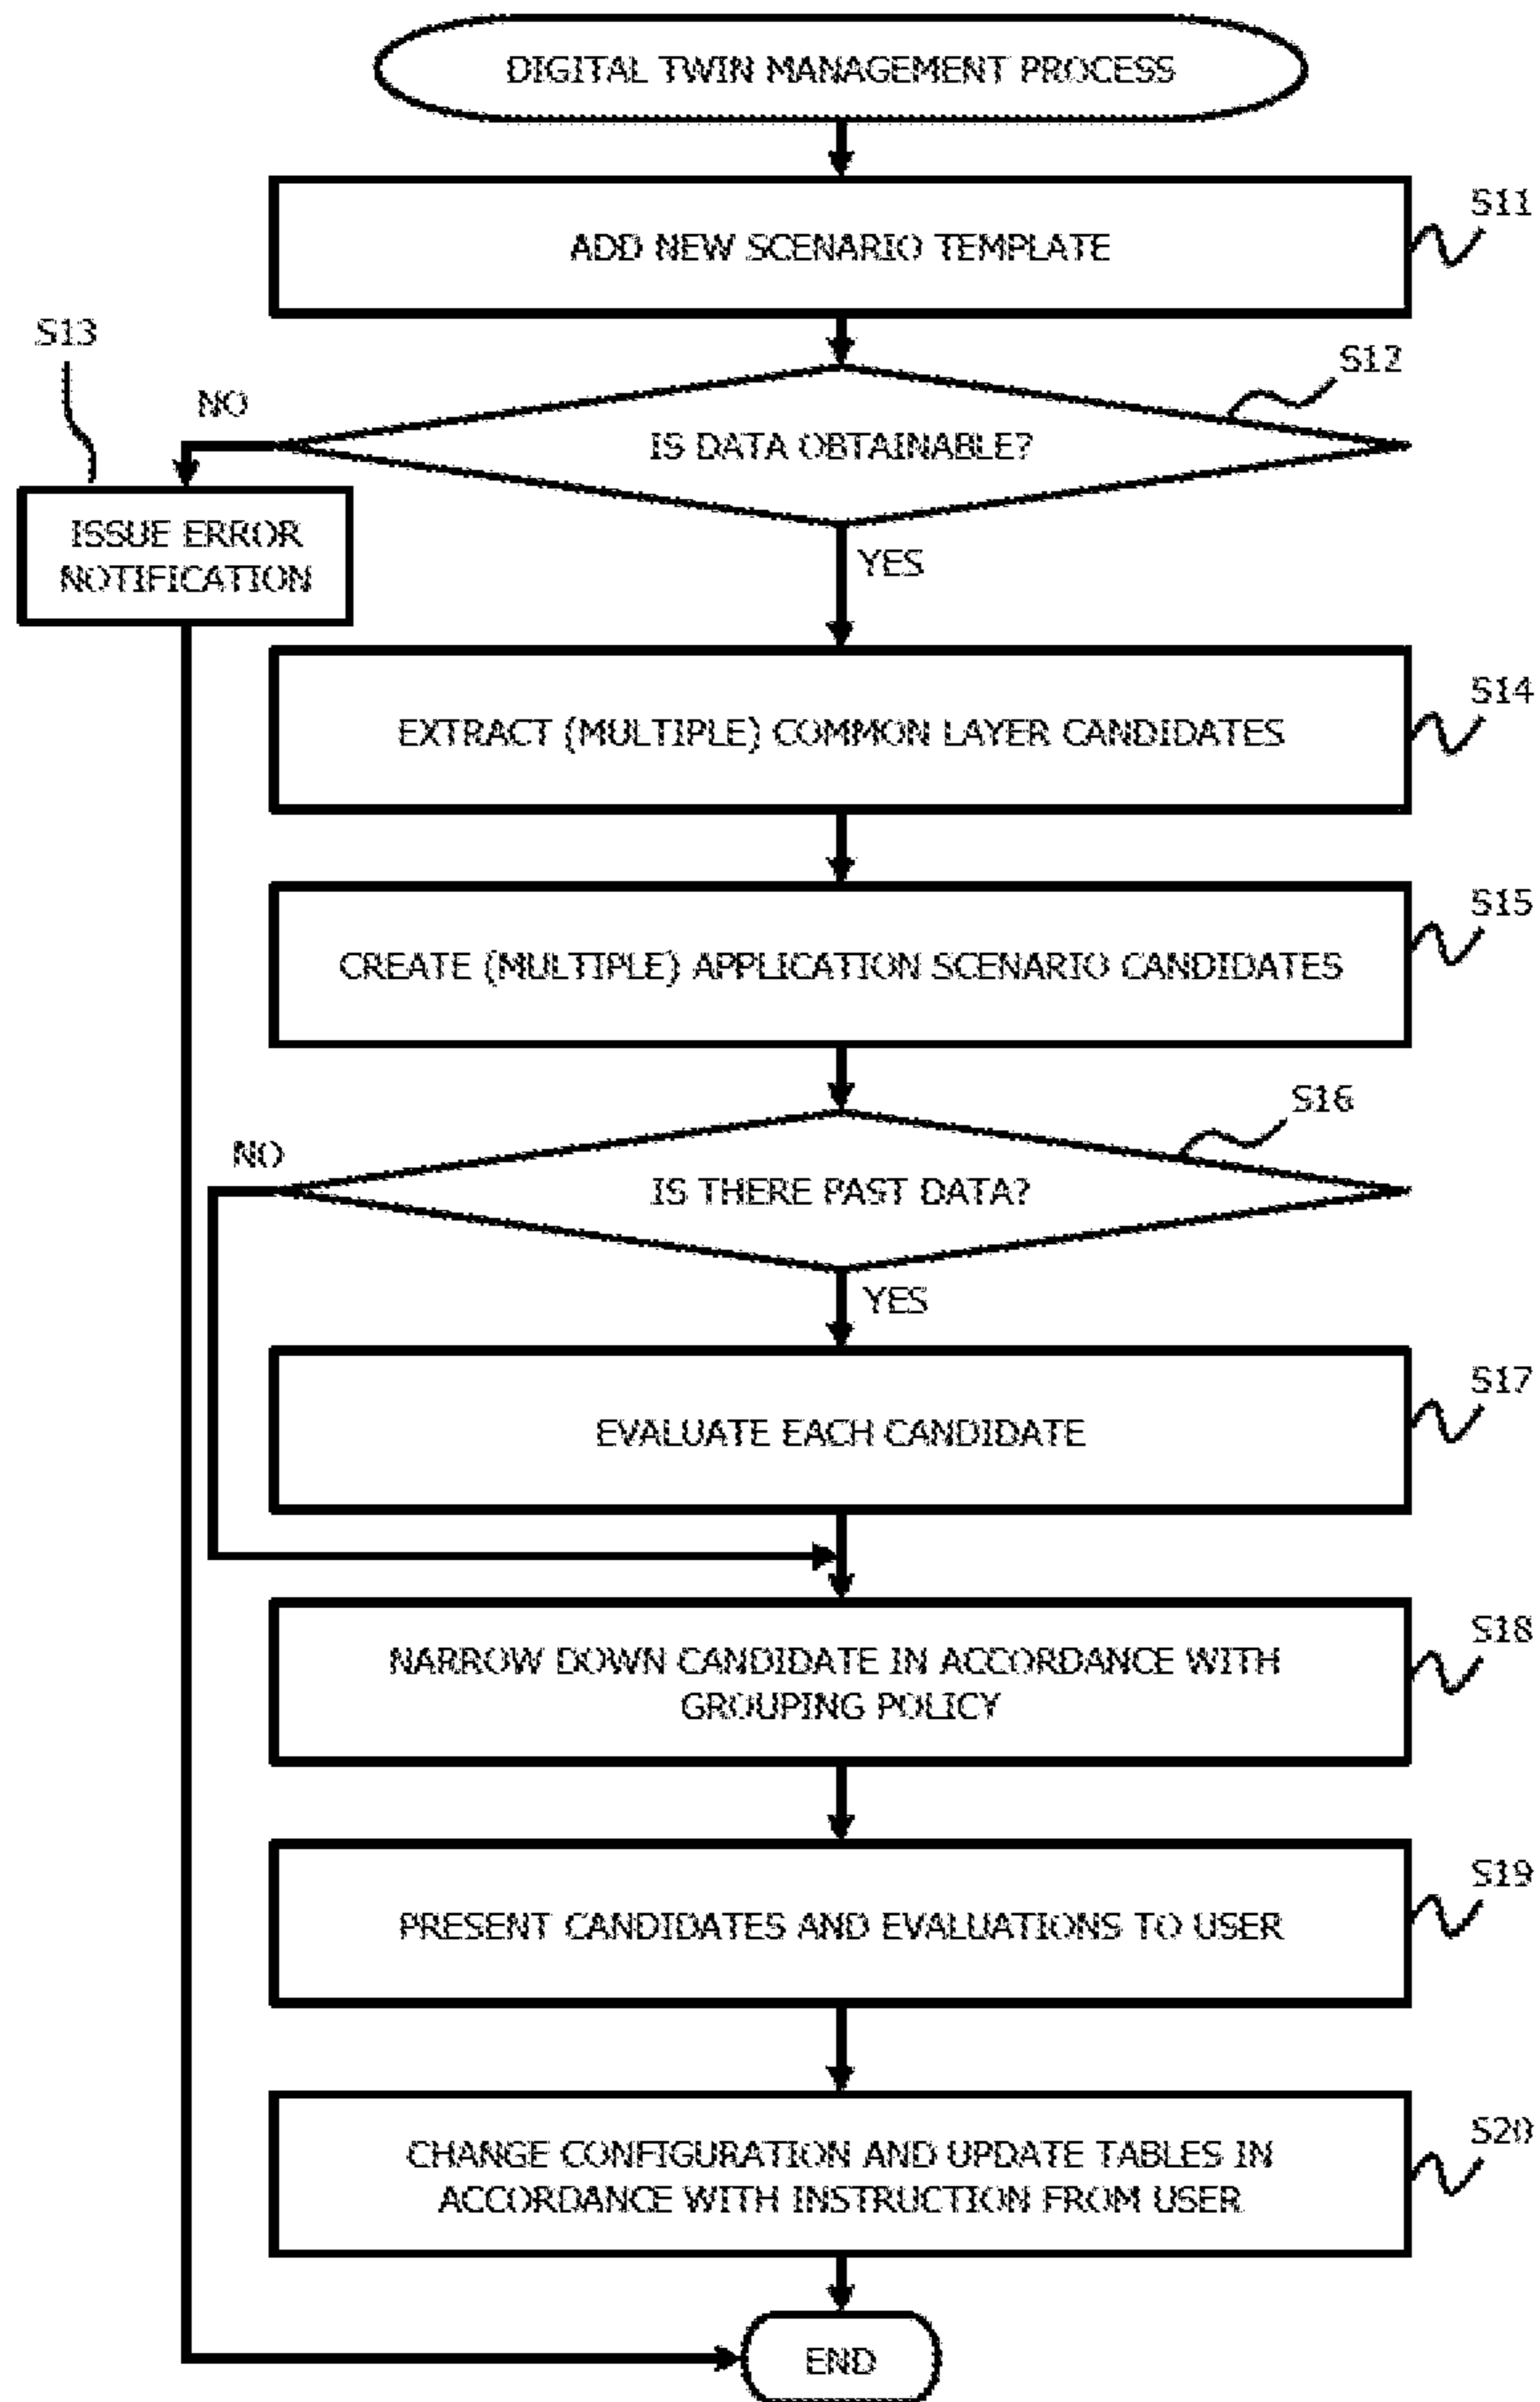 DIGITAL TWIN MANAGEMENT PROCESS
S11
ADD NEW SCENARIO TEMPLATE
S13
S12
NO
IS DATA OBTAINABLE?
ISSUE ERROR
NOTIFICATION
YES
S14
EXTRACT (MULTIPLE) COMMON LAYER CANDIDATES
S15
CREATE (MULTIPLE) APPLICATION SCENARIO CANDIDATES
S16
NO
IS THERE PAST DATA?
YES
S17
EVALUATE EACH CANDIDATE
S18
NARROW DOWN CANDIDATE IN ACCORDANCE WITH
GROUPING POLICY
S19
PRESENT CANDIDATES AND EVALUATIONS TO USER
S20
CHANGE CONFIGURATION AND UPDATE TABLES IN
ACCORDANCE WITH INSTRUCTION FROM USER
END